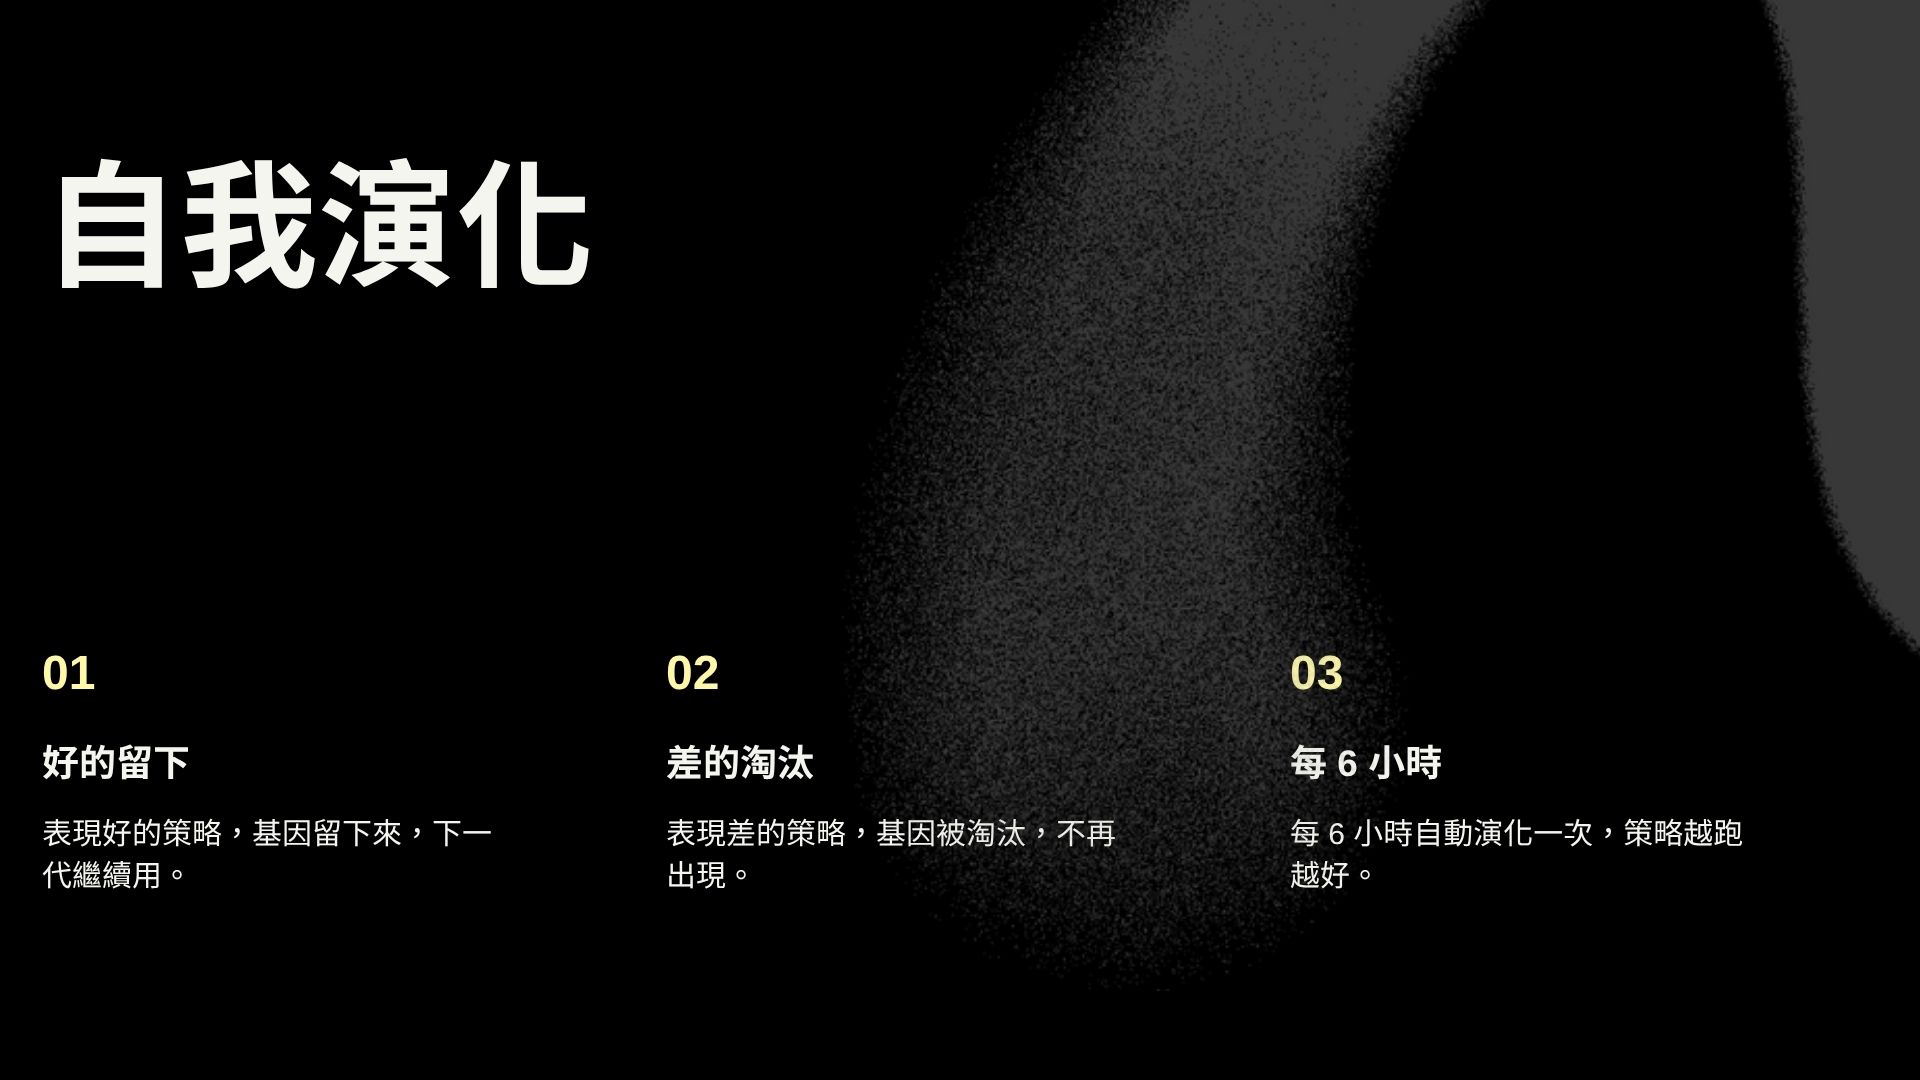 自我演化
01
好的留下
表現好的策略，基因留下來，下一
代繼續用。
02
差的淘汰
表現差的策略，基因被淘汰，不再
出現。
03
每 6 小時
每 6 小時自動演化一次，策略越跑
越好。